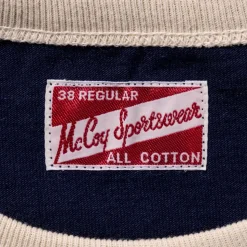 38 REGULAR
McCoy Sportswear
ALL COTTON